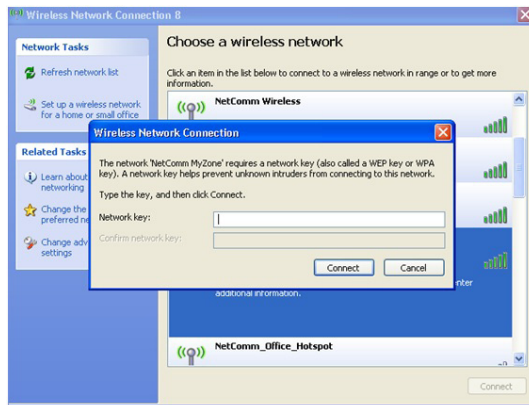 Wireless Network Connection 8
Network Tasks
Refresh network list
Set up a wireless network
for a home or small office
Related Tasks
Learn about
networking
Change the
preferred ne
Change adv
settings
Choose a wireless network
Click an item in the list below to connect to a wireless network in range or to get more
information.
NetComm Wireless
Wireless Network Connection
The network 'NetComm MyZone' requires a network key (also called a WEP key or WPA
key). A network key helps prevent unknown intruders from connecting to this network.
Type the key, and then click Connect.
Network key:
Confirm network key:
Connect
Cancel
nter
additional information.
NetComm_Office_Hotspot
Connect